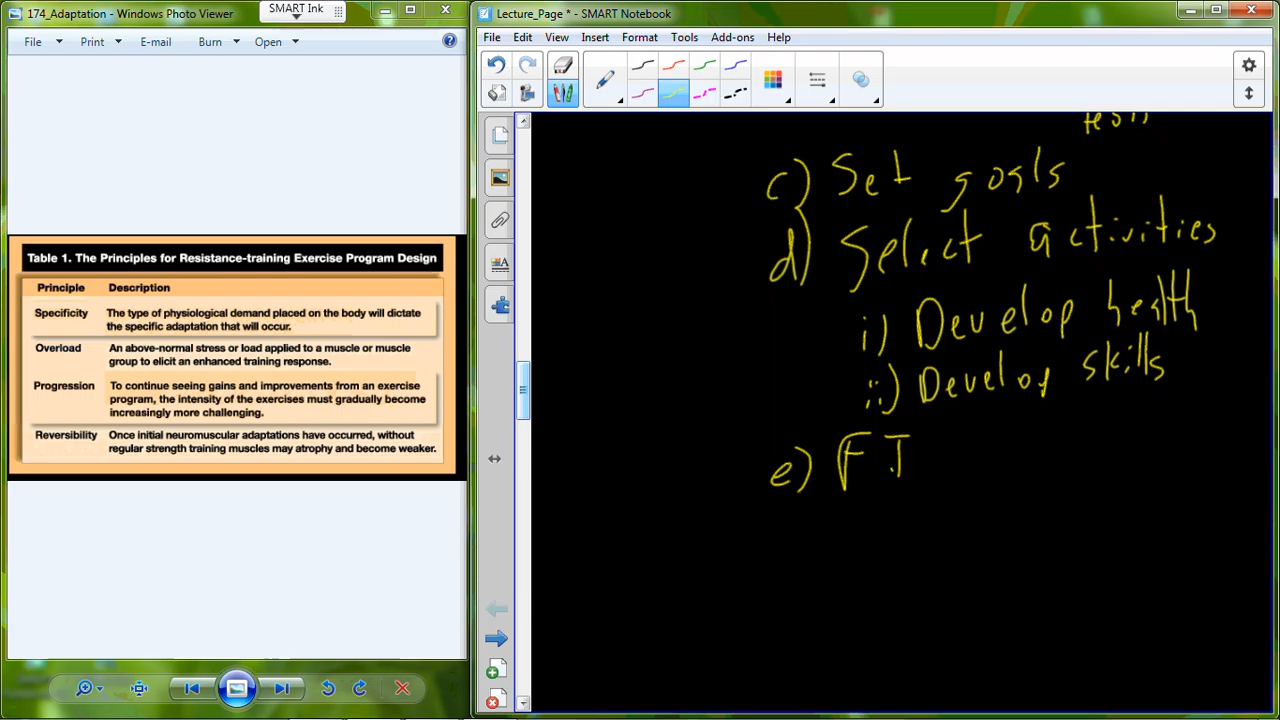 174_Adaptation - Windows Photo Viewer
SMART Ink
File Print E-mail Burn Open
Table 1. The Principles for Resistance-training Exercise Program Design
Principle Description
Specificity The type of physiological demand placed on the body will dictate
the specific adaptation that will occur.
Overload An above-normal stress or load applied to a muscle or muscle
group to elicit an enhanced training response.
Progression To continue seeing gains and improvements from an exercise
program, the intensity of the exercises must gradually become
increasingly more challenging.
Reversibility Once initial neuromuscular adaptations have occurred, without
regular strength training muscles may atrophy and become weaker.
Lecture_Page * - SMART Notebook
File Edit View Insert Format Tools Add-ons Help
c) Set goals
d) Select activities
i) Develop health
ii) Develop skills
e) F I